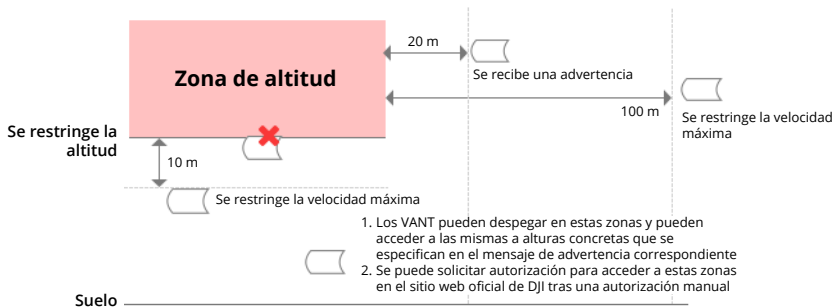 20 m
Zona de altitud
Se recibe una advertencia
100 m
Se restringe la velocidad
máxima
Se restringe la
altitud
10 m
Se restringe la velocidad máxima
1. Los VANT pueden despegar en estas zonas y pueden
acceder a las mismas a alturas concretas que se
especifican en el mensaje de advertencia correspondiente
2. Se puede solicitar autorización para acceder a estas zonas
en el sitio web oficial de DJI tras una autorización manual
Suelo